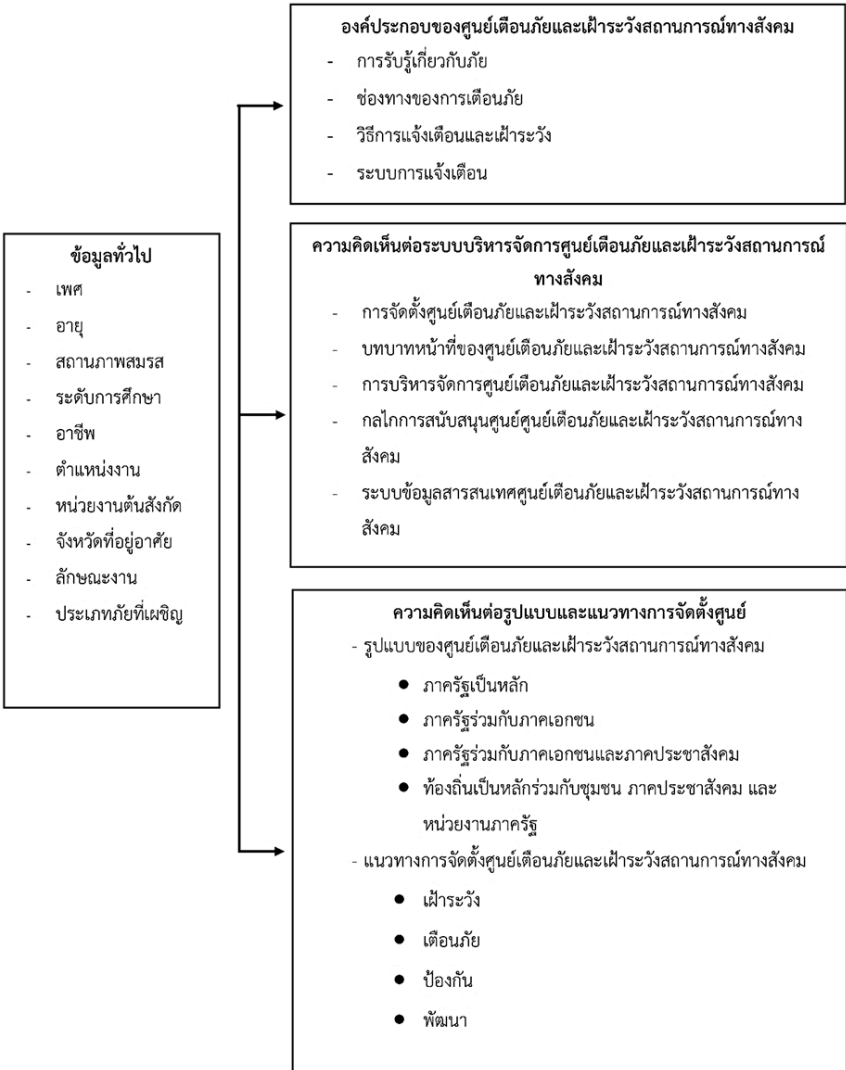 องค์ประกอบของศูนย์เตือนภัยและเฝ้าระวังสถานการณ์ทางสังคม
- การรับรู้เกี่ยวกับภัย
- ช่องทางของการเตือนภัย
- วิธีการแจ้งเตือนและเฝ้าระวัง
- ระบบการแจ้งเตือน
ข้อมูลทั่วไป
- เพศ
- อายุ
- สถานภาพสมรส
- ระดับการศึกษา
- อาชีพ
- ตำแหน่งงาน
- หน่วยงานต้นสังกัด
- จังหวัดที่อยู่อาศัย
- ลักษณะงาน
- ประเภทภัยที่เผชิญ
ความคิดเห็นต่อระบบบริหารจัดการศูนย์เตือนภัยและเฝ้าระวังสถานการณ์
ทางสังคม
- การจัดตั้งศูนย์เตือนภัยและเฝ้าระวังสถานการณ์ทางสังคม
- บทบาทหน้าที่ของศูนย์เตือนภัยและเฝ้าระวังสถานการณ์ทางสังคม
- การบริหารจัดการศูนย์เตือนภัยและเฝ้าระวังสถานการณ์ทางสังคม
- กลไกการสนับสนุนศูนย์ศูนย์เตือนภัยและเฝ้าระวังสถานการณ์ทาง
สังคม
- ระบบข้อมูลสารสนเทศศูนย์เตือนภัยและเฝ้าระวังสถานการณ์ทาง
สังคม
ความคิดเห็นต่อรูปแบบและแนวทางการจัดตั้งศูนย์
- รูปแบบของศูนย์เตือนภัยและเฝ้าระวังสถานการณ์ทางสังคม
● ภาครัฐเป็นหลัก
● ภาครัฐร่วมกับภาคเอกชน
● ภาครัฐร่วมกับภาคเอกชนและภาคประชาสังคม
● ท้องถิ่นเป็นหลักร่วมกับชุมชน ภาคประชาสังคม และ
หน่วยงานภาครัฐ
- แนวทางการจัดตั้งศูนย์เตือนภัยและเฝ้าระวังสถานการณ์ทางสังคม
● เฝ้าระวัง
● เตือนภัย
● ป้องกัน
● พัฒนา